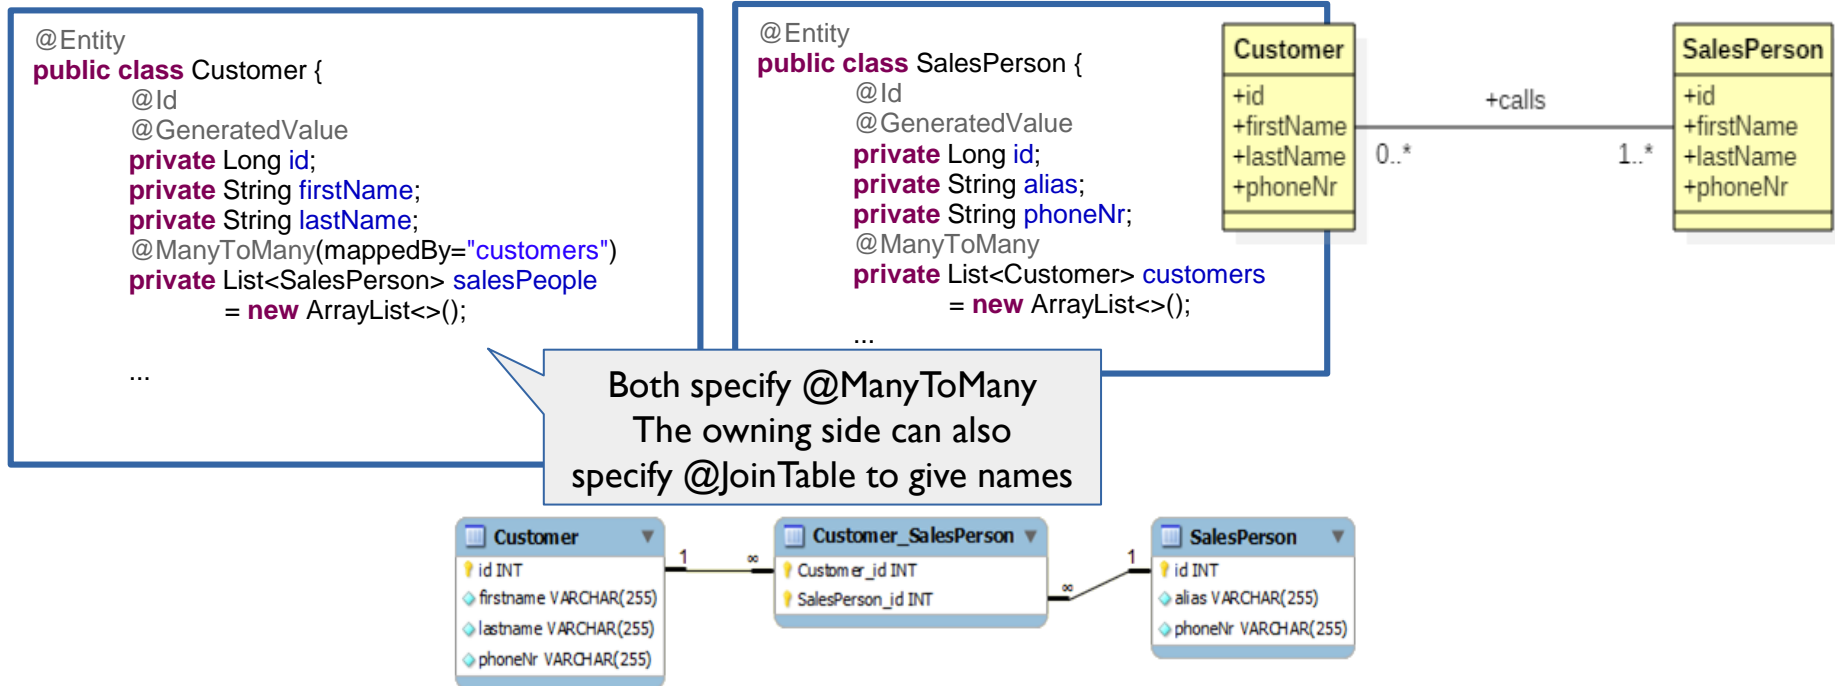 @Entity
public class Customer {
@Id
@GeneratedValue
private Long id;
private String firstName;
private String lastName;
@ManyToMany(mappedBy="customers")
private List<SalesPerson> salesPeople
= new ArrayList<>();
...
@Entity
public class SalesPerson {
@Id
@GeneratedValue
private Long id;
private String alias;
private String phoneNr;
@ManyToMany
private List<Customer> customers
= new ArrayList<>();
...
Customer
+id
+firstName
+lastName
+phoneNr
+calls
0..*
1..*
SalesPerson
+id
+firstName
+lastName
+phoneNr
Both specify @ManyToMany
The owning side can also
specify @JoinTable to give names
Customer
id INT
firstname VARCHAR(255)
lastname VARCHAR(255)
phoneNr VARCHAR(255)
1
∞
Customer_SalesPerson
Customer_id INT
SalesPerson_id INT
∞
1
SalesPerson
id INT
alias VARCHAR(255)
phoneNr VARCHAR(255)